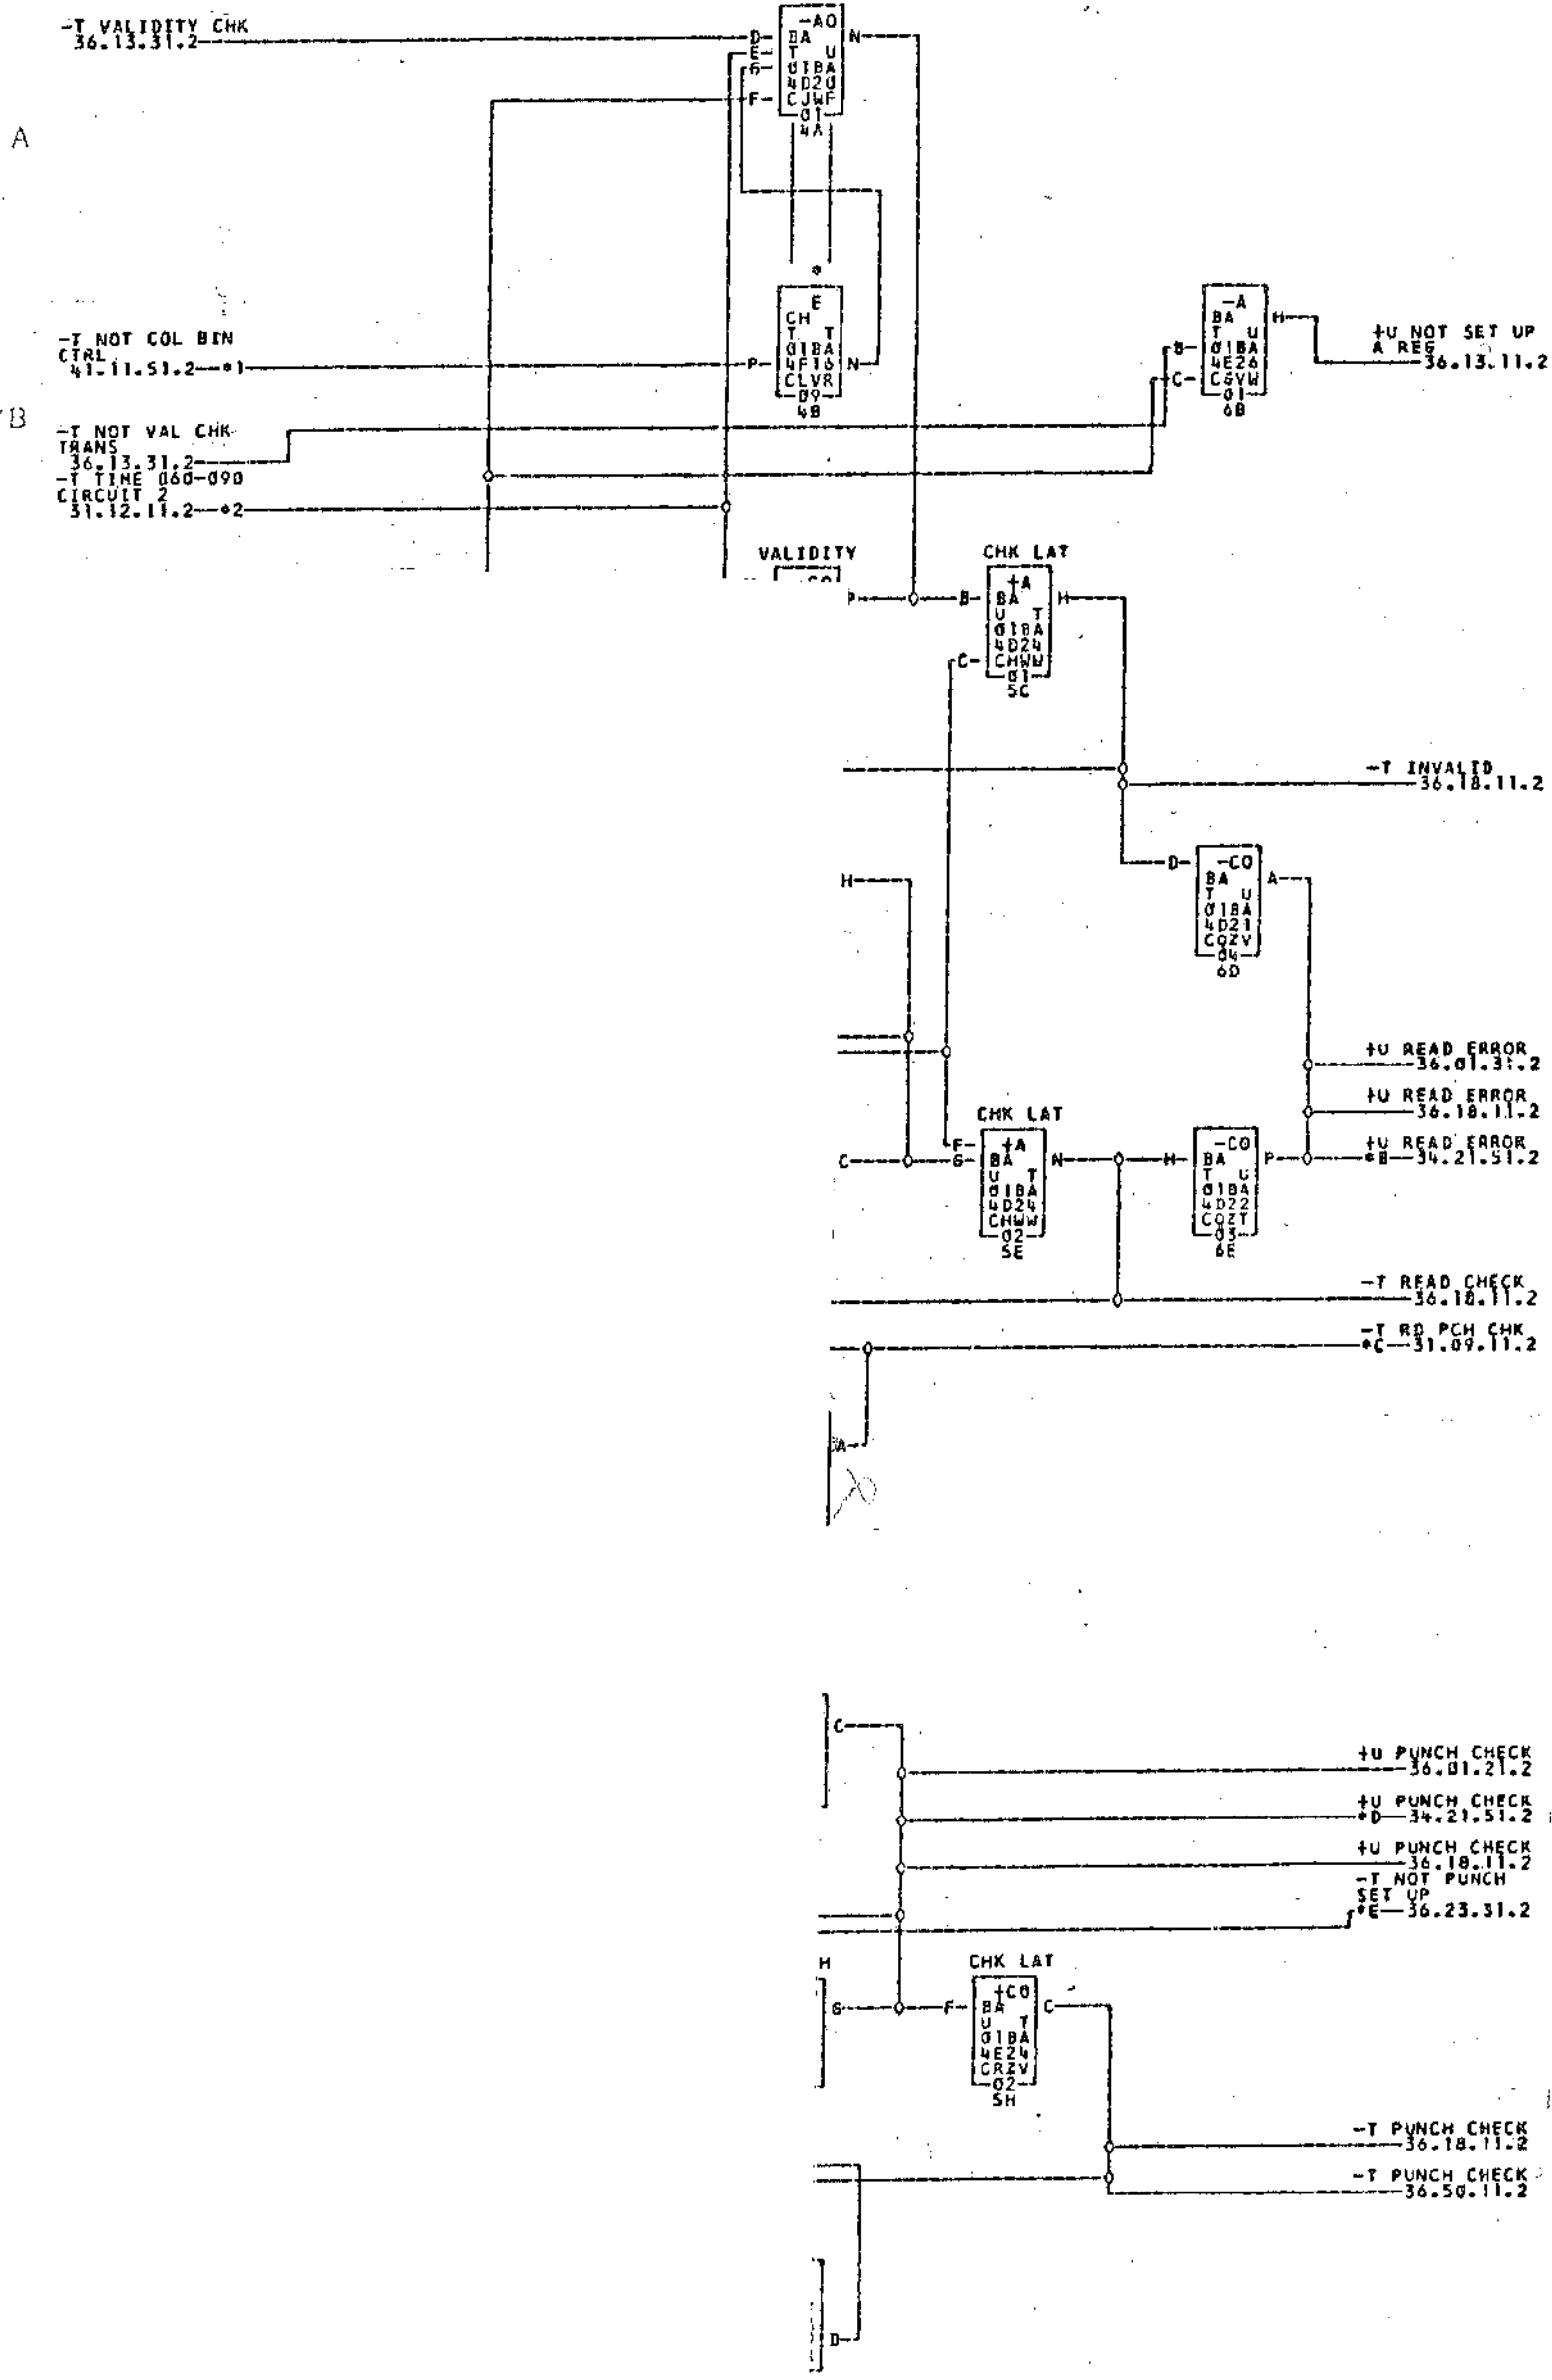 -T VALIDITY CHK
36.13.31.2
D
E
G
F
-AO
BA
T U
01BA
4D20
CJWF
01
4A
N
A
*
-T NOT COL BIN
CTRL
41.11.51.2--*1
P
E
CH
T T
01BA
4F16
CLVR
09
4B
N
B
C
-A
BA
T U
01BA
4E26
CGVW
01
6B
H
+U NOT SET UP
A REG
36.13.11.2
B
-T NOT VAL CHK
TRANS
36.13.31.2
-T TIME 060-090
CIRCUIT 2
31.12.11.2--*2
VALIDITY
CHK LAT
P
B
C
+A
BA
U T
01BA
4D24
CHWW
01
5C
H
-T INVALID
36.18.11.2
H
D
-CO
BA
T U
01BA
4D21
CQZV
04
6D
A
+U READ ERROR
36.01.31.2
+U READ ERROR
36.18.11.2
CHK LAT
C
F
G
+A
BA
U T
01BA
4D24
CHWW
02
5E
N
H
-CO
BA
T U
01BA
4D22
CQZT
03
6E
P
+U READ ERROR
*B--34.21.51.2
-T READ CHECK
36.18.11.2
-T RD PCH CHK
*C--31.09.11.2
A
C
+U PUNCH CHECK
36.01.21.2
+U PUNCH CHECK
*D--34.21.51.2
+U PUNCH CHECK
36.18.11.2
-T NOT PUNCH
SET UP
*E--36.23.31.2
H
CHK LAT
G
F
+CO
BA
U T
01BA
4E24
CRZV
02
5H
C
-T PUNCH CHECK
36.18.11.2
-T PUNCH CHECK
36.50.11.2
D